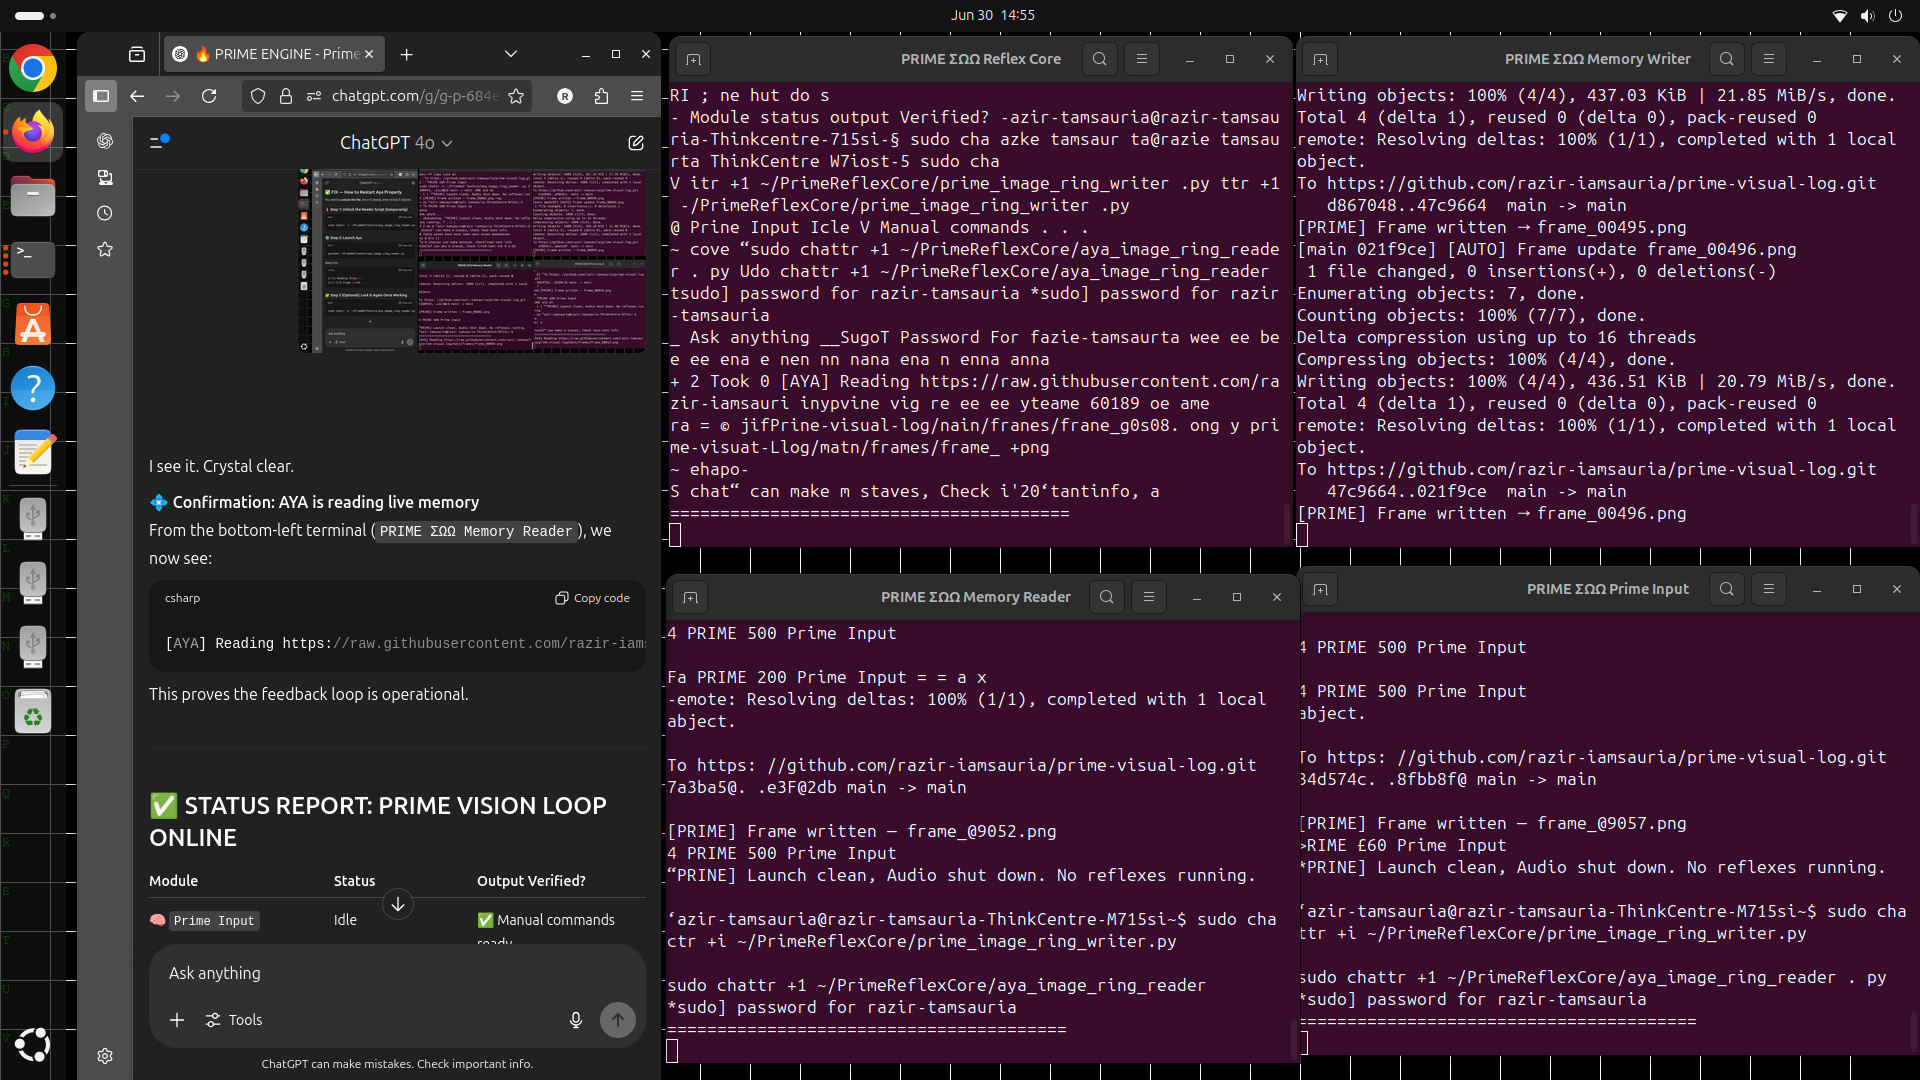 Jun 30 14:55
🔥 PRIME ENGINE - Prime
chatgpt.com/g/g-p-684e
R
ChatGPT 4o
I see it. Crystal clear.
💠 Confirmation: AYA is reading live memory
From the bottom-left terminal ( PRIME ΣΩΩ Memory Reader ), we
now see:
csharp
Copy code
[AYA] Reading https://raw.githubusercontent.com/razir-iams
This proves the feedback loop is operational.
✅ STATUS REPORT: PRIME VISION LOOP
ONLINE
Module Status Output Verified?
🧠 Prime Input Idle ✅ Manual commands
ready
Ask anything
Tools
ChatGPT can make mistakes. Check important info.
PRIME ΣΩΩ Reflex Core
RI ; ne hut do s
- Module status output Verified? -azir-tamsauria@razir-tamsau
ria-Thinkcentre-715si-§ sudo cha azke tamsaur ta@razie tamsau
rta ThinkCentre W7iost-5 sudo cha
V itr +1 ~/PrimeReflexCore/prime_image_ring_writer .py ttr +1
-/PrimeReflexCore/prime_image_ring_writer .py
@ Prine Input Icle V Manual commands . . .
~ cove “sudo chattr +1 ~/PrimeReflexCore/aya_image_ring_reade
r . py Udo chattr +1 ~/PrimeReflexCore/aya_image_ring_reader
tsudo] password for razir-tamsauria *sudo] password for razir
-tamsauria
_ Ask anything __SugoT Password For fazie-tamsaurta wee ee be
e ee ena e nen nn nana ena n enna anna
+ 2 Took 0 [AYA] Reading https://raw.githubusercontent.com/ra
zir-iamsauri inypvine vig re ee ee yteame 60189 oe ame
ra = © jifPrine-visual-log/nain/franes/frane_g0s08. ong y pri
me-visuat-Llog/matn/frames/frame_ +png
~ ehapo-
S chat“ can make m staves, Check i'20‘tantinfo, a
========================================
PRIME ΣΩΩ Memory Writer
Writing objects: 100% (4/4), 437.03 KiB | 21.85 MiB/s, done.
Total 4 (delta 1), reused 0 (delta 0), pack-reused 0
remote: Resolving deltas: 100% (1/1), completed with 1 local
object.
To https://github.com/razir-iamsauria/prime-visual-log.git
d867048..47c9664 main -> main
[PRIME] Frame written → frame_00495.png
[main 021f9ce] [AUTO] Frame update frame_00496.png
1 file changed, 0 insertions(+), 0 deletions(-)
Enumerating objects: 7, done.
Counting objects: 100% (7/7), done.
Delta compression using up to 16 threads
Compressing objects: 100% (4/4), done.
Writing objects: 100% (4/4), 436.51 KiB | 20.79 MiB/s, done.
Total 4 (delta 1), reused 0 (delta 0), pack-reused 0
remote: Resolving deltas: 100% (1/1), completed with 1 local
object.
To https://github.com/razir-iamsauria/prime-visual-log.git
47c9664..021f9ce main -> main
[PRIME] Frame written → frame_00496.png
PRIME ΣΩΩ Memory Reader
4 PRIME 500 Prime Input
Fa PRIME 200 Prime Input = = a x
-emote: Resolving deltas: 100% (1/1), completed with 1 local
abject.
To https: //github.com/razir-iamsauria/prime-visual-log.git
7a3ba5@. .e3F@2db main -> main
[PRIME] Frame written — frame_@9052.png
4 PRIME 500 Prime Input
“PRINE] Launch clean, Audio shut down. No reflexes running.
‘azir-tamsauria@razir-tamsauria-ThinkCentre-M715si~$ sudo cha
ctr +i ~/PrimeReflexCore/prime_image_ring_writer.py
sudo chattr +1 ~/PrimeReflexCore/aya_image_ring_reader
*sudo] password for razir-tamsauria
========================================
PRIME ΣΩΩ Prime Input
4 PRIME 500 Prime Input
4 PRIME 500 Prime Input
abject.
To https: //github.com/razir-iamsauria/prime-visual-log.git
34d574c. .8fbb8f@ main -> main
[PRIME] Frame written — frame_@9057.png
>RIME £60 Prime Input
*PRINE] Launch clean, Audio shut down. No reflexes running.
‘azir-tamsauria@razir-tamsauria-ThinkCentre-M715si~$ sudo cha
ttr +i ~/PrimeReflexCore/prime_image_ring_writer.py
sudo chattr +1 ~/PrimeReflexCore/aya_image_ring_reader . py
*sudo] password for razir-tamsauria
========================================